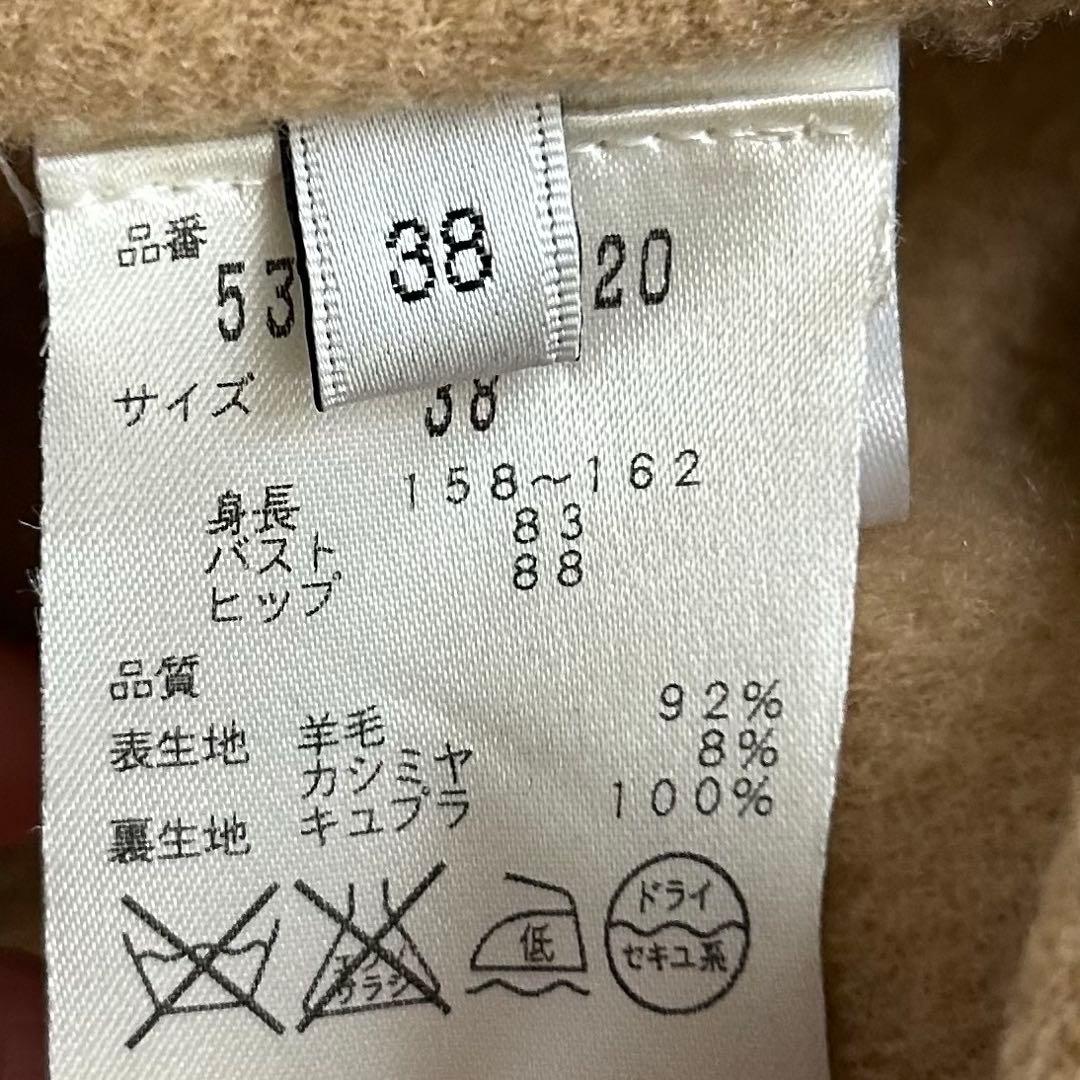 38
品番
53 20
サイズ 38
身長 158~162
バスト 83
ヒップ 88
品質
表生地 羊毛 92%
カシミヤ 8%
裏生地 キュプラ 100%
低
ドライ
セキユ系